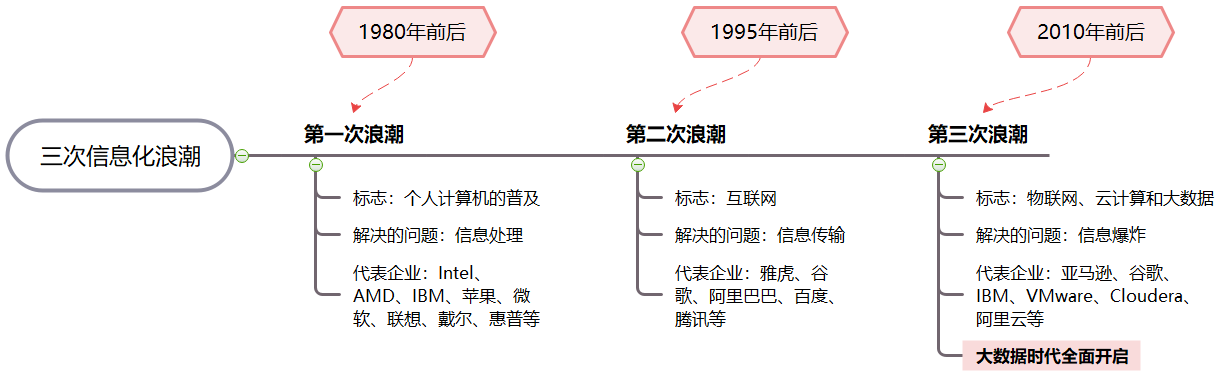 1980年前后
1995年前后
2010年前后
三次信息化浪潮
第一次浪潮
标志：个人计算机的普及
解决的问题：信息处理
代表企业：Intel、
AMD、IBM、苹果、微
软、联想、戴尔、惠普等
第二次浪潮
标志：互联网
解决的问题：信息传输
代表企业：雅虎、谷
歌、阿里巴巴、百度、
腾讯等
第三次浪潮
标志：物联网、云计算和大数据
解决的问题：信息爆炸
代表企业：亚马逊、谷歌、
IBM、VMware、Cloudera、
阿里云等
大数据时代全面开启